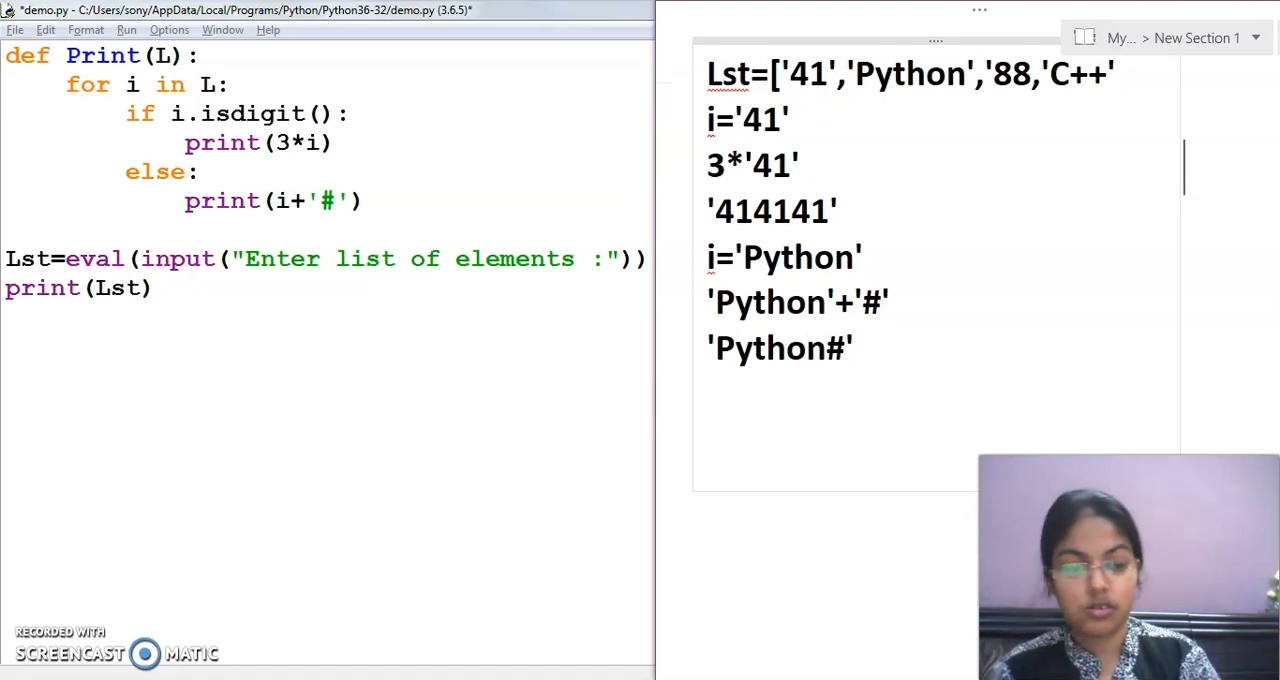 *demo.py - C:/Users/sony/AppData/Local/Programs/Python/Python36-32/demo.py (3.6.5)*
File Edit Format Run Options Window Help
def Print(L):
    for i in L:
        if i.isdigit():
            print(3*i)
        else:
            print(i+'#')
Lst=eval(input("Enter list of elements :"))
print(Lst)
RECORDED WITH
SCREENCAST MATIC
My... > New Section 1
Lst=['41','Python','88,'C++'
i='41'
3*'41'
'414141'
i='Python'
'Python'+'#'
'Python#'